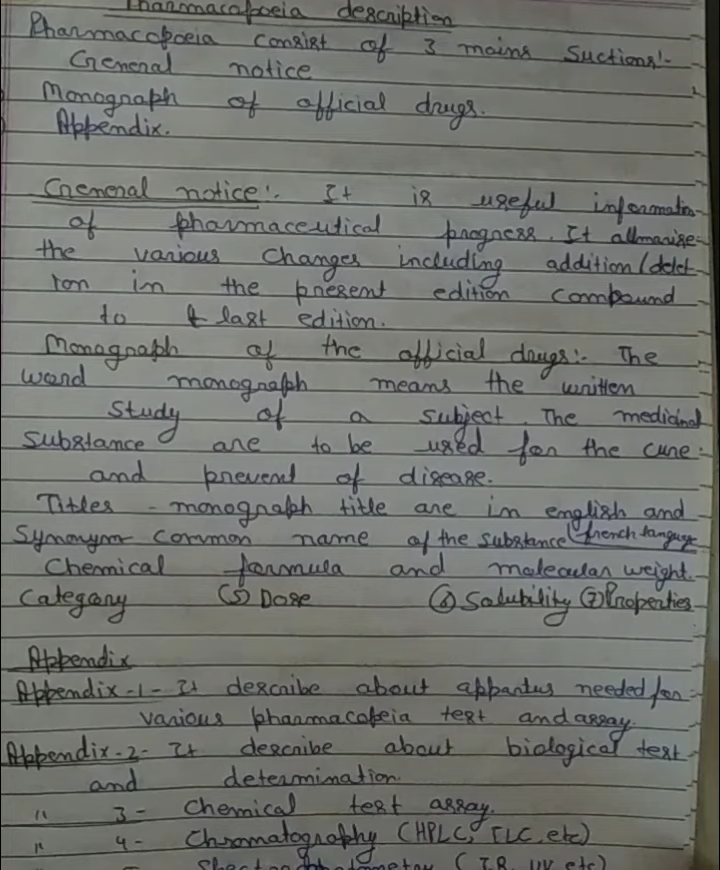 Pharmacopoeia description
Pharmacopoeia consist of 3 mains Suctions:-
General notice
Monograph of official drugs.
Appendix.
General notice:- It is useful information
of pharmaceutical progress. It allmarise
the various changes including addition/delet-
ion in the present edition compound
to last edition.
Monograph of the official drugs:- The
word monograph means the written
Study of a subject. The medicinal
Substance are to be used for the cure-
and prevent of disease.
Titles - monograph title are in english and
Synonym common name of the substance (french language
Chemical formula and molecular weight.
Category (5) Dose (6) Solubility (7) Properties
Appendix
Appendix-1- It describe about appartus needed for
various pharmacopeia test and assay.
Appendix-2- It describe about biological test
and determination.
" 3- Chemical test assay.
" 4- Chromatography (HPLC, TLC, etc)
Spectrophotometry (IR, UV etc)